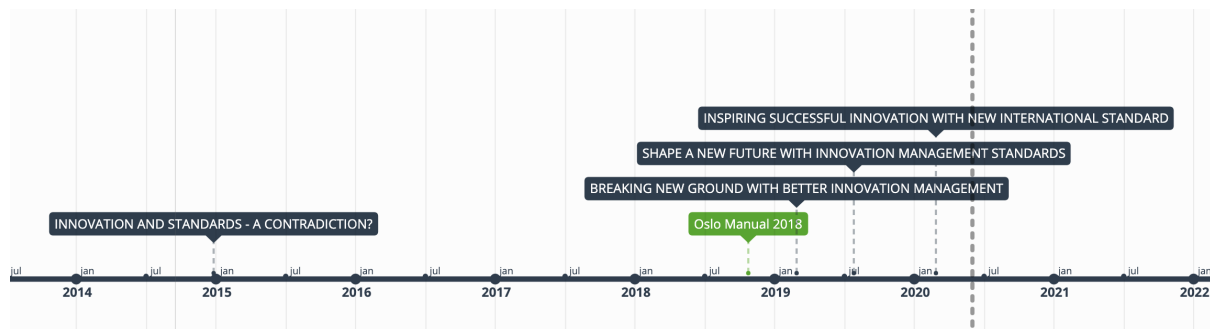 INSPIRING SUCCESSFUL INNOVATION WITH NEW INTERNATIONAL STANDARD
SHAPE A NEW FUTURE WITH INNOVATION MANAGEMENT STANDARDS
BREAKING NEW GROUND WITH BETTER INNOVATION MANAGEMENT
INNOVATION AND STANDARDS - A CONTRADICTION? Oslo Manual 2018
jul jan jul jan jul jan jul jan jul jan jul jan jul jan jul jan jul jan
2014 2015 2016 2017 2018 2019 2020 2021 2022